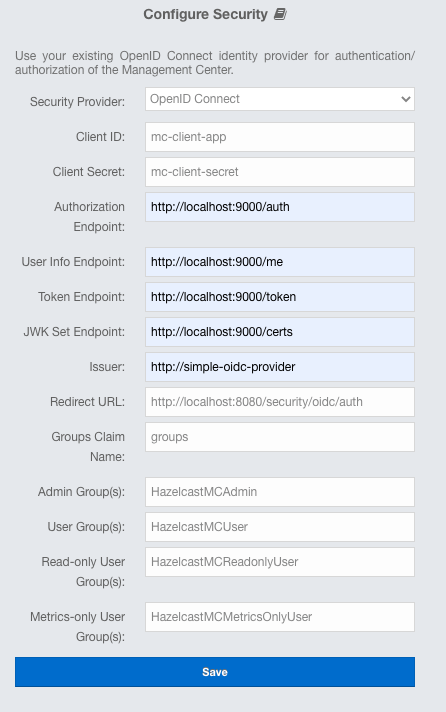 Configure Security
Use your existing OpenID Connect identity provider for authentication/
authorization of the Management Center.
Security Provider: OpenID Connect
Client ID: mc-client-app
Client Secret: mc-client-secret
Authorization http://localhost:9000/auth
Endpoint:
User Info Endpoint: http://localhost:9000/me
Token Endpoint: http://localhost:9000/token
JWK Set Endpoint: http://localhost:9000/certs
Issuer: http://simple-oidc-provider
Redirect URL: http://localhost:8080/security/oidc/auth
Groups Claim groups
Name:
Admin Group(s): HazelcastMCAdmin
User Group(s): HazelcastMCUser
Read-only User HazelcastMCReadonlyUser
Group(s):
Metrics-only User HazelcastMCMetricsOnlyUser
Group(s):
Save